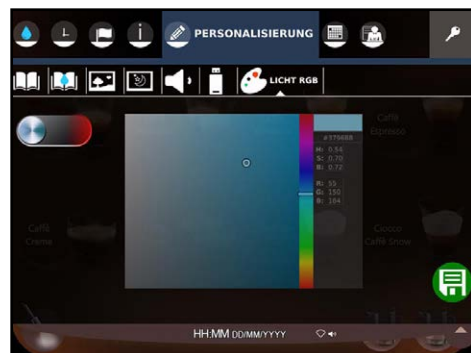 PERSONALISIERUNG
LICHT RGB
Caffè
Espresso
#3796B8
H: 0.54
S: 0.70
B: 0.72
R: 55
G: 150
B: 184
Caffè
Crema
Ciocco
Caffè Snow
HH:MM DD/MM/YYYY